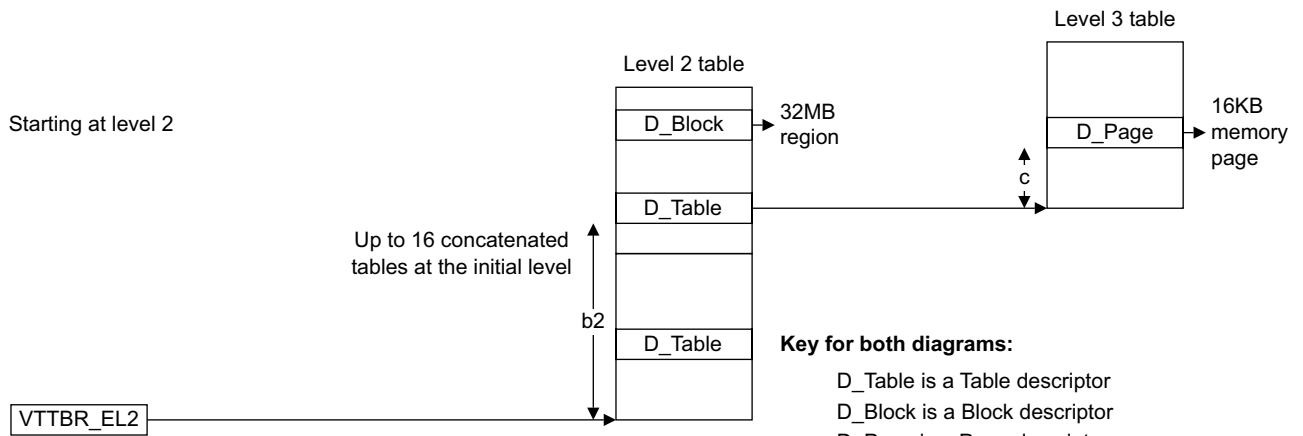 Level 3 table
Level 2 table
Starting at level 2
D_Block
32MB
region
D_Page
16KB
memory
page
c
D_Table
Up to 16 concatenated
tables at the initial level
b2
D_Table
Key for both diagrams:
D_Table is a Table descriptor
D_Block is a Block descriptor
VTTBR_EL2